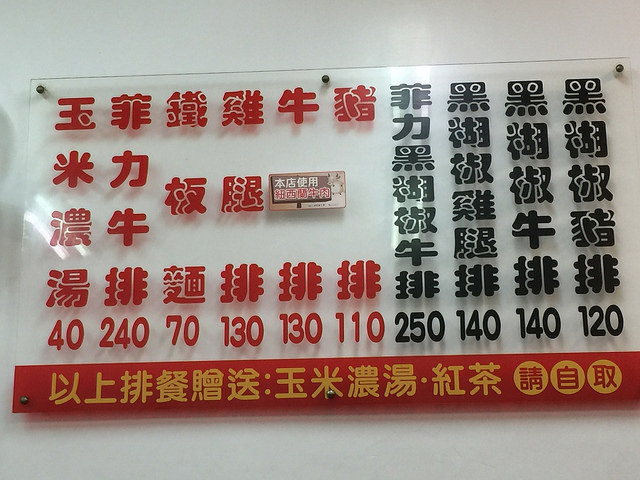 玉米濃湯 40
菲力牛排 240
鐵板麵 70
雞腿排 130
牛排 130
豬排 110
本店使用
紐西蘭牛肉
菲力黑胡椒牛排 250
黑胡椒雞腿排 140
黑胡椒牛排 140
黑胡椒豬排 120
以上排餐贈送:玉米濃湯·紅茶 請自取